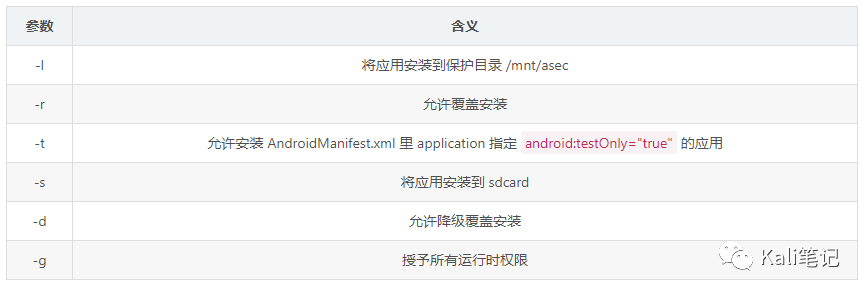 参数 含义
-l 将应用安装到保护目录 /mnt/asec
-r 允许覆盖安装
-t 允许安装 AndroidManifest.xml 里 application 指定 android:testOnly="true" 的应用
-s 将应用安装到 sdcard
-d 允许降级覆盖安装
-g 授予所有运行时权限
Kali笔记